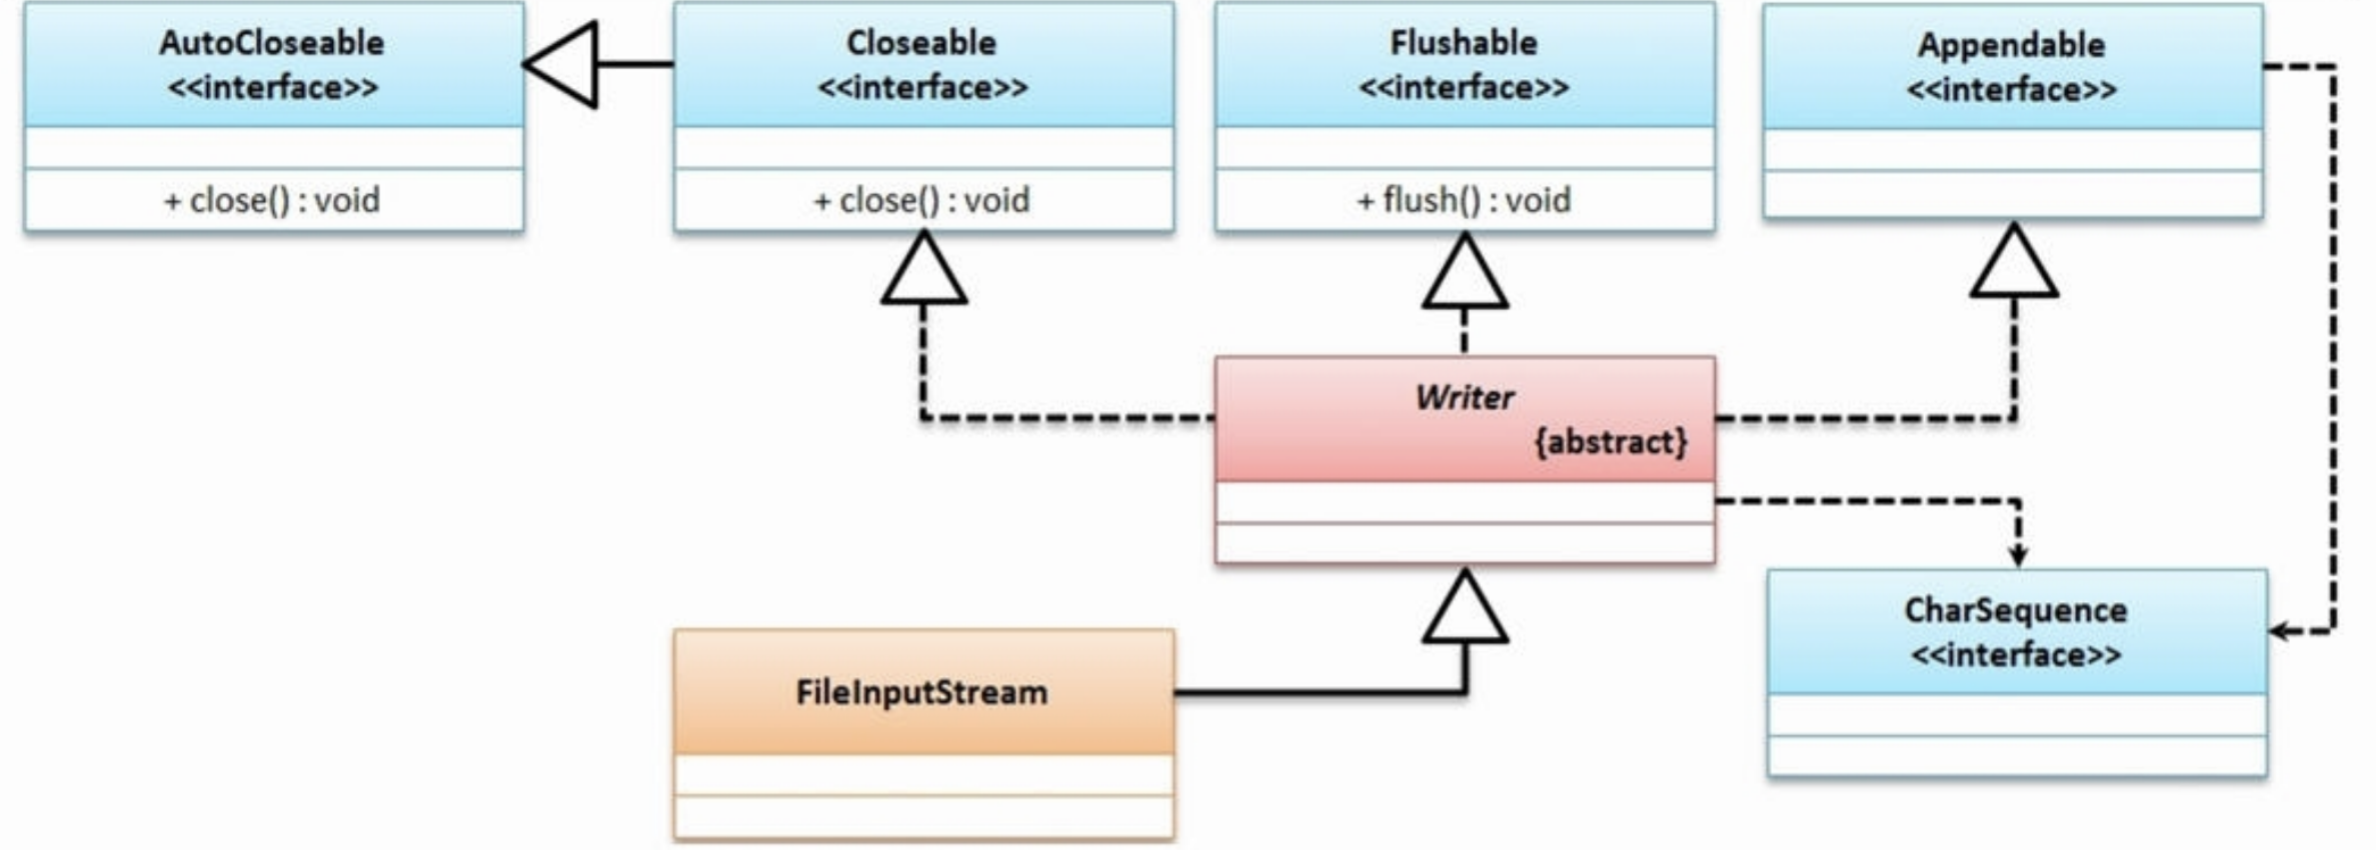 AutoCloseable
<<interface>>
+ close() : void
Closeable
<<interface>>
+ close() : void
Flushable
<<interface>>
+ flush() : void
Appendable
<<interface>>
Writer
{abstract}
FileInputStream
CharSequence
<<interface>>